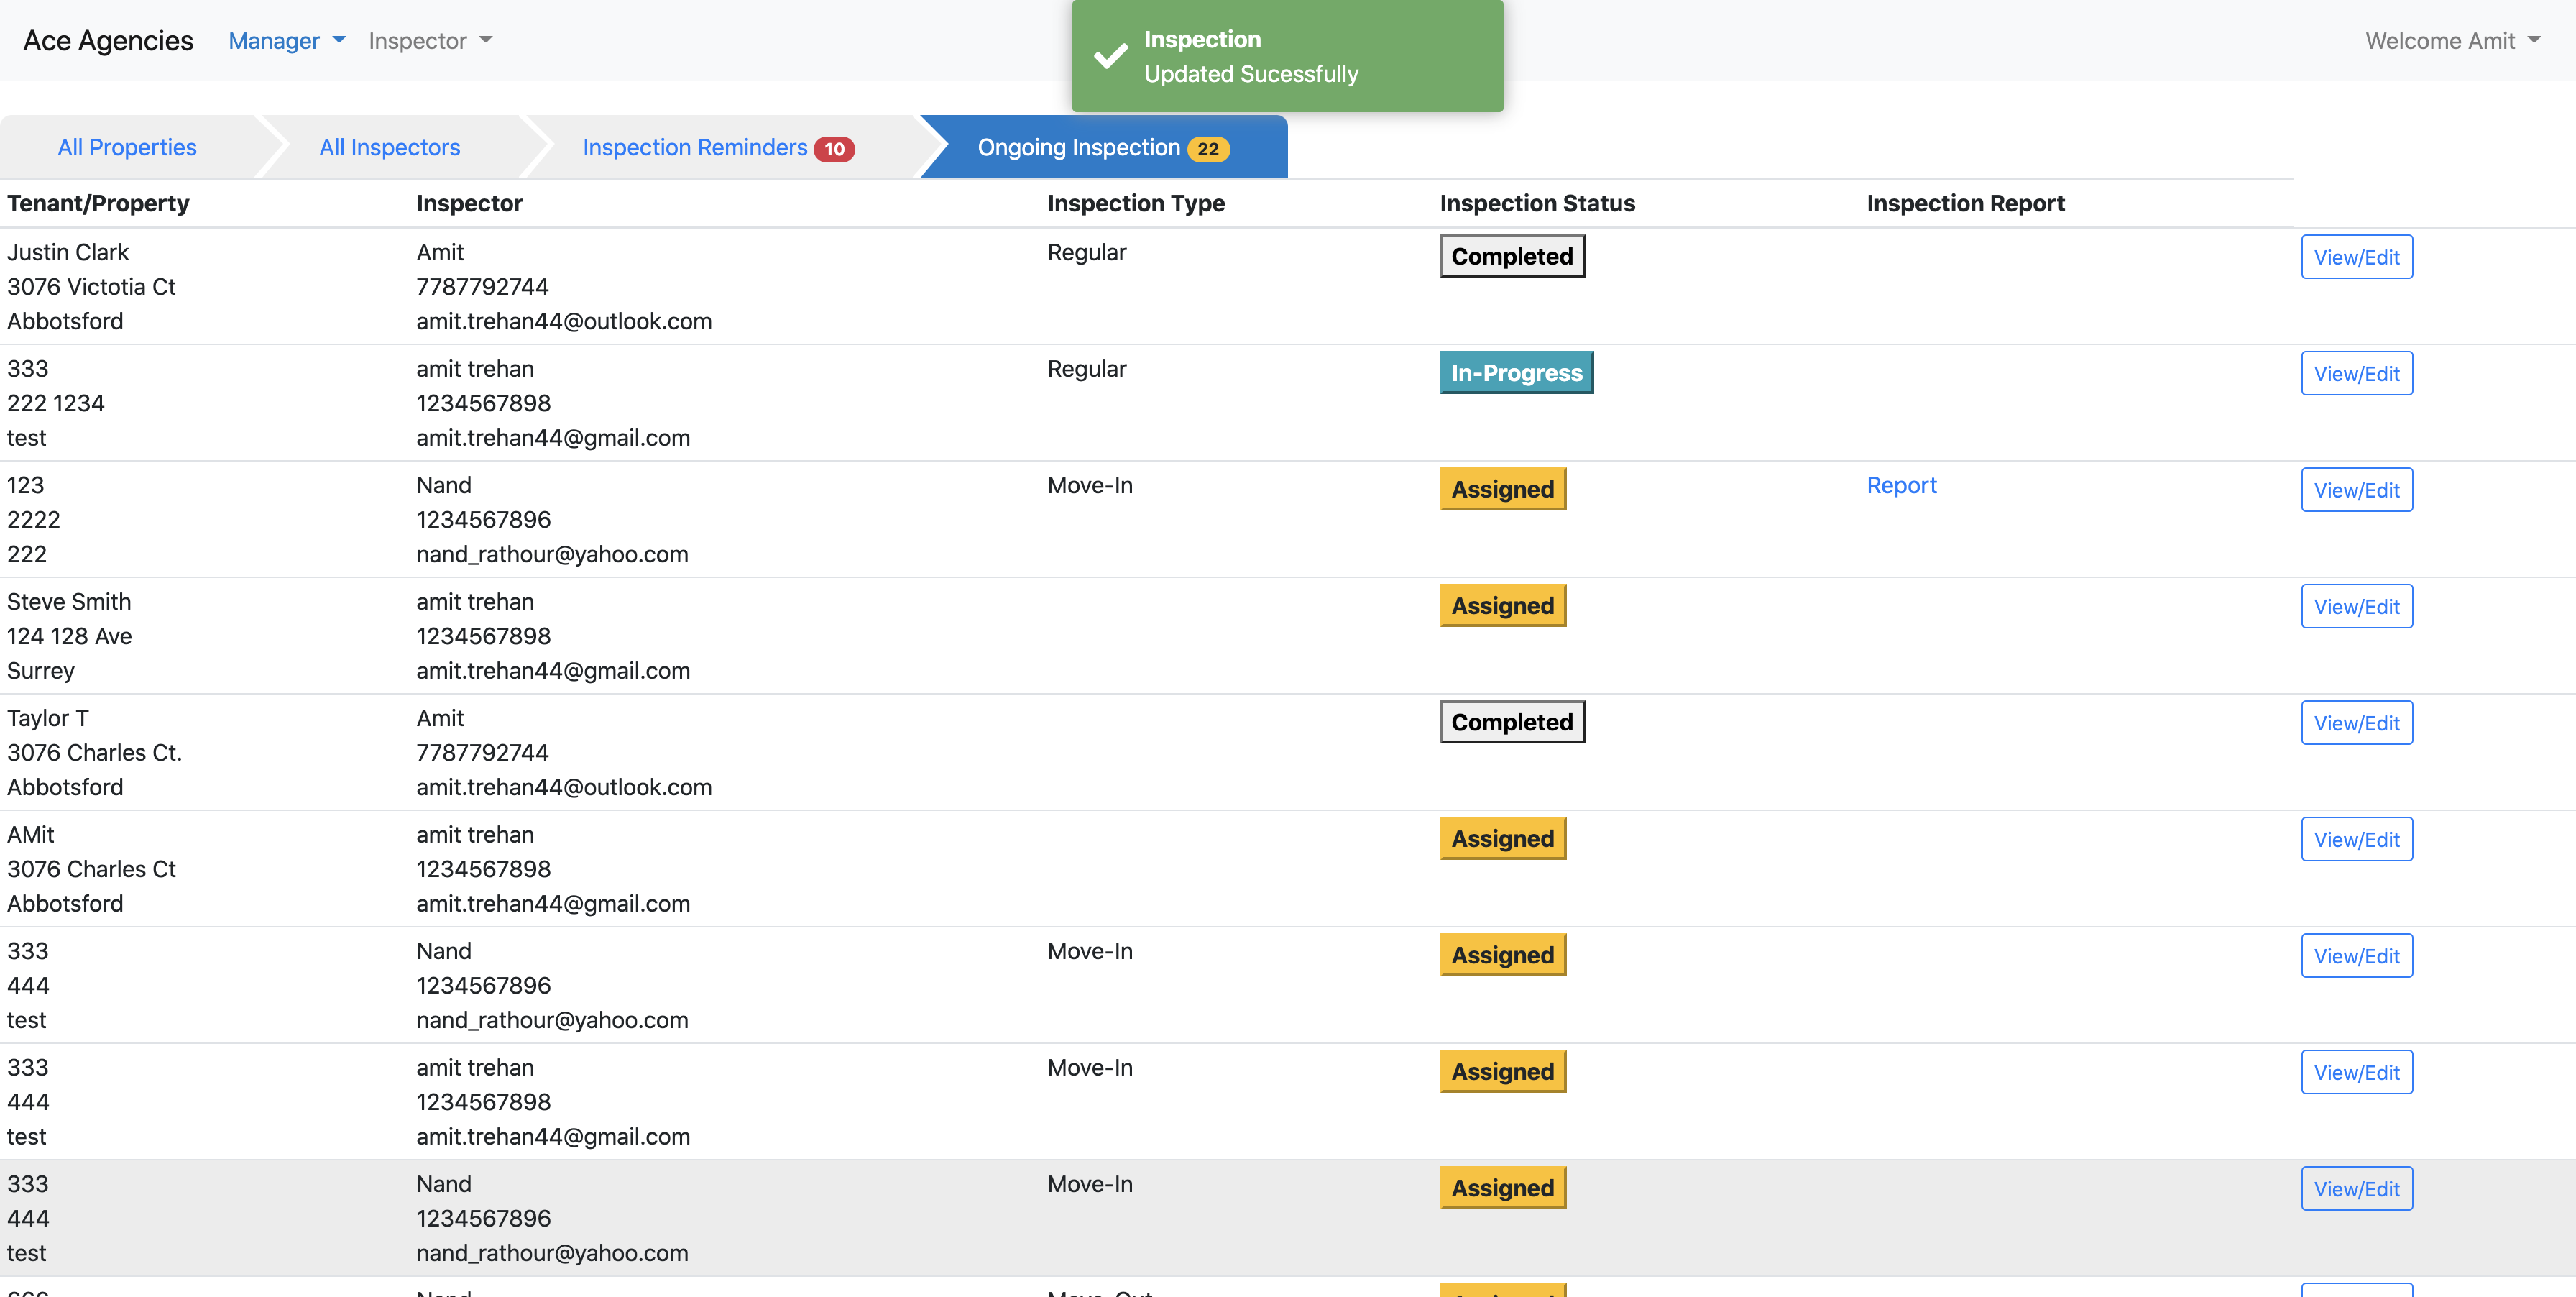 Ace Agencies Manager Inspector Welcome Amit
Inspection
Updated Sucessfully
All Properties All Inspectors Inspection Reminders 10 Ongoing Inspection 22
Tenant/Property Inspector Inspection Type Inspection Status Inspection Report
Justin Clark Amit Regular Completed View/Edit
3076 Victotia Ct 7787792744
Abbotsford amit.trehan44@outlook.com
333 amit trehan Regular In-Progress View/Edit
222 1234 1234567898
test amit.trehan44@gmail.com
123 Nand Move-In Assigned Report View/Edit
2222 1234567896
222 nand_rathour@yahoo.com
Steve Smith amit trehan Assigned View/Edit
124 128 Ave 1234567898
Surrey amit.trehan44@gmail.com
Taylor T Amit Completed View/Edit
3076 Charles Ct. 7787792744
Abbotsford amit.trehan44@outlook.com
AMit amit trehan Assigned View/Edit
3076 Charles Ct 1234567898
Abbotsford amit.trehan44@gmail.com
333 Nand Move-In Assigned View/Edit
444 1234567896
test nand_rathour@yahoo.com
333 amit trehan Move-In Assigned View/Edit
444 1234567898
test amit.trehan44@gmail.com
333 Nand Move-In Assigned View/Edit
444 1234567896
test nand_rathour@yahoo.com